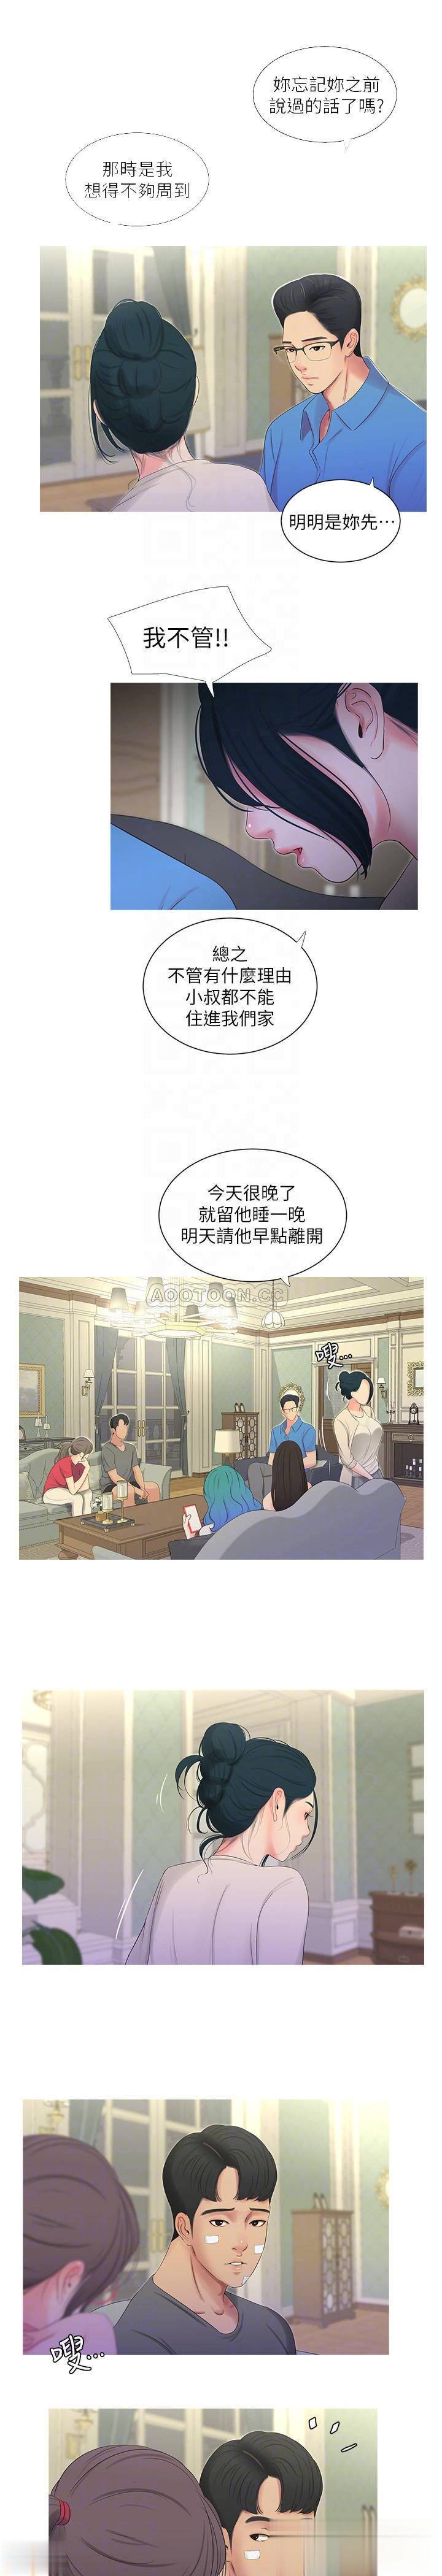 妳忘記妳之前
說過的話了嗎?
那時是我
想得不夠周到
明明是妳先…
我不管!!
總之
不管有什麼理由
小叔都不能
住進我們家
今天很晚了
就留他睡一晚
明天請他早點離開
AOOTOON.CC
嗖…
嗖…